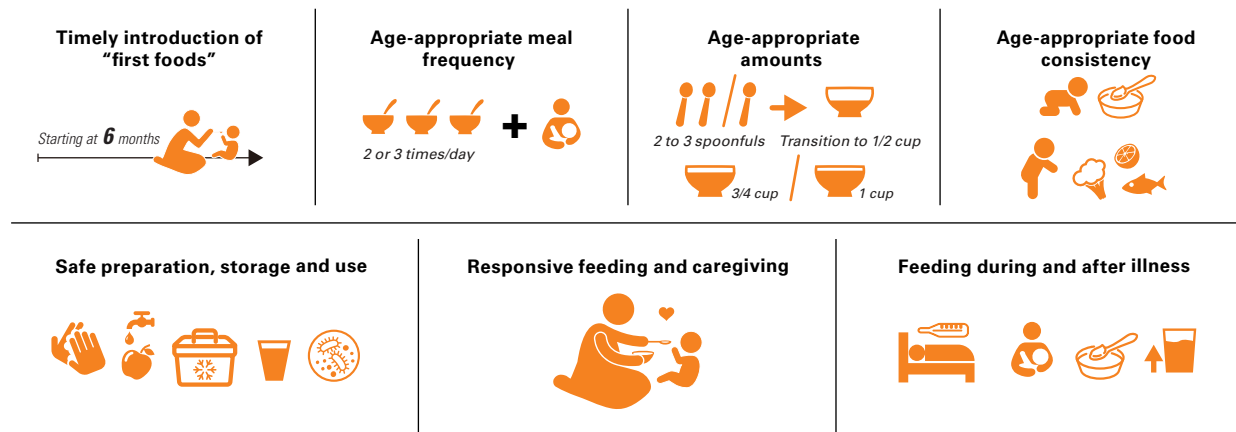 Timely introduction of
“first foods”
Starting at 6 months
Age-appropriate meal
frequency
2 or 3 times/day
Age-appropriate
amounts
2 to 3 spoonfuls
Transition to 1/2 cup
3/4 cup
1 cup
Age-appropriate food
consistency
Safe preparation, storage and use
Responsive feeding and caregiving
Feeding during and after illness